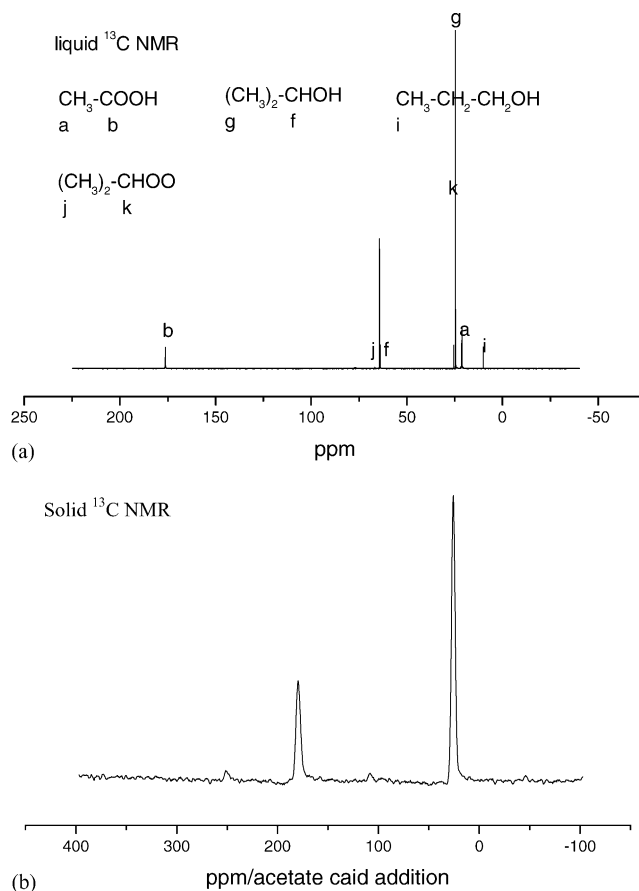 g
liquid ¹³C NMR
CH₃-COOH (CH₃)₂-CHOH CH₃-CH₂-CH₂OH
a b g f i
(CH₃)₂-CHOO k
j k
b j f a i
250 200 150 100 50 0 -50
(a) ppm
Solid ¹³C NMR
400 300 200 100 0 -100
(b) ppm/acetate caid addition